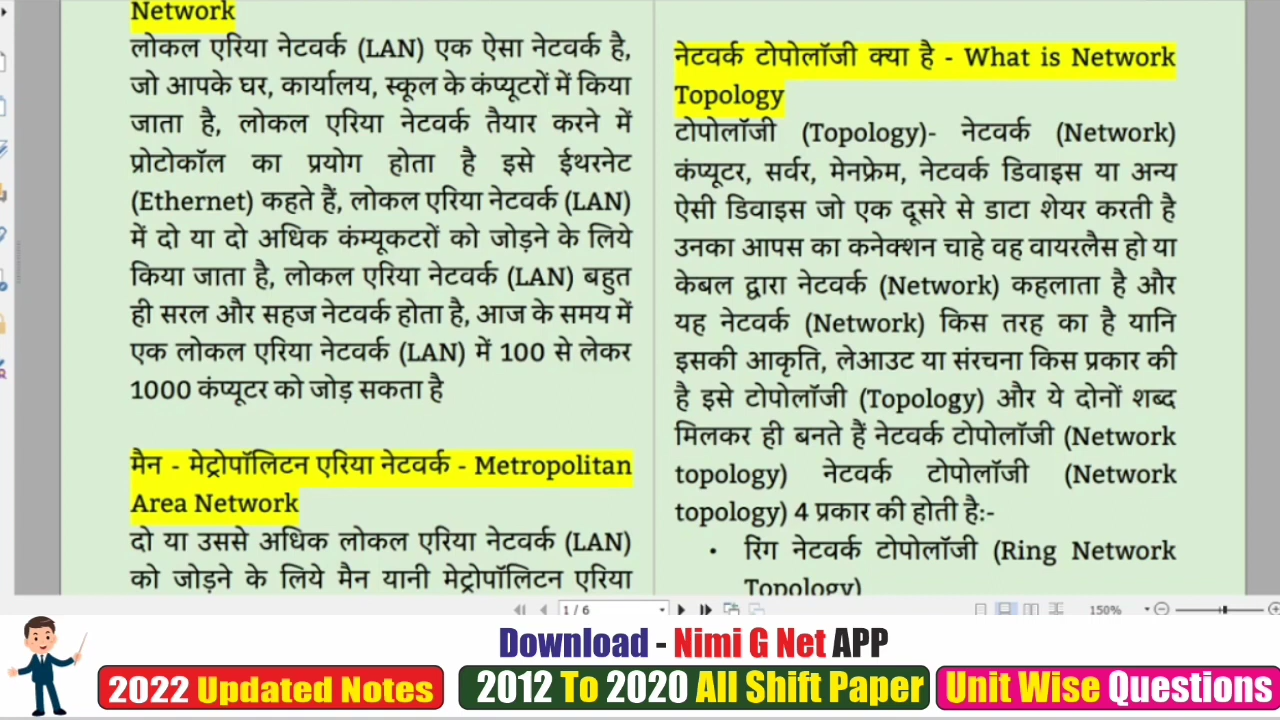 Network
लोकल एरिया नेटवर्क (LAN) एक ऐसा नेटवर्क है,
जो आपके घर, कार्यालय, स्कूल के कंप्यूटरों में किया
जाता है, लोकल एरिया नेटवर्क तैयार करने में
प्रोटोकॉल का प्रयोग होता है इसे ईथरनेट
(Ethernet) कहते हैं, लोकल एरिया नेटवर्क (LAN)
में दो या दो अधिक कंम्यूकटरों को जोड़ने के लिये
किया जाता है, लोकल एरिया नेटवर्क (LAN) बहुत
ही सरल और सहज नेटवर्क होता है, आज के समय में
एक लोकल एरिया नेटवर्क (LAN) में 100 से लेकर
1000 कंप्यूटर को जोड़ सकता है
मैन - मेट्रोपॉलिटन एरिया नेटवर्क - Metropolitan
Area Network
दो या उससे अधिक लोकल एरिया नेटवर्क (LAN)
को जोड़ने के लिये मैन यानी मेट्रोपॉलिटन एरिया
नेटवर्क टोपोलॉजी क्या है - What is Network
Topology
टोपोलॉजी (Topology)- नेटवर्क (Network)
कंप्यूटर, सर्वर, मेनफ्रेम, नेटवर्क डिवाइस या अन्य
ऐसी डिवाइस जो एक दूसरे से डाटा शेयर करती है
उनका आपस का कनेक्शन चाहे वह वायरलैस हो या
केबल द्वारा नेटवर्क (Network) कहलाता है और
यह नेटवर्क (Network) किस तरह का है यानि
इसकी आकृति, लेआउट या संरचना किस प्रकार की
है इसे टोपोलॉजी (Topology) और ये दोनों शब्द
मिलकर ही बनते हैं नेटवर्क टोपोलॉजी (Network
topology) नेटवर्क टोपोलॉजी (Network
topology) 4 प्रकार की होती है:-
• रिंग नेटवर्क टोपोलॉजी (Ring Network
Topology)
1 / 6
150%
Download - Nimi G Net APP
2022 Updated Notes
2012 To 2020 All Shift Paper
Unit Wise Questions